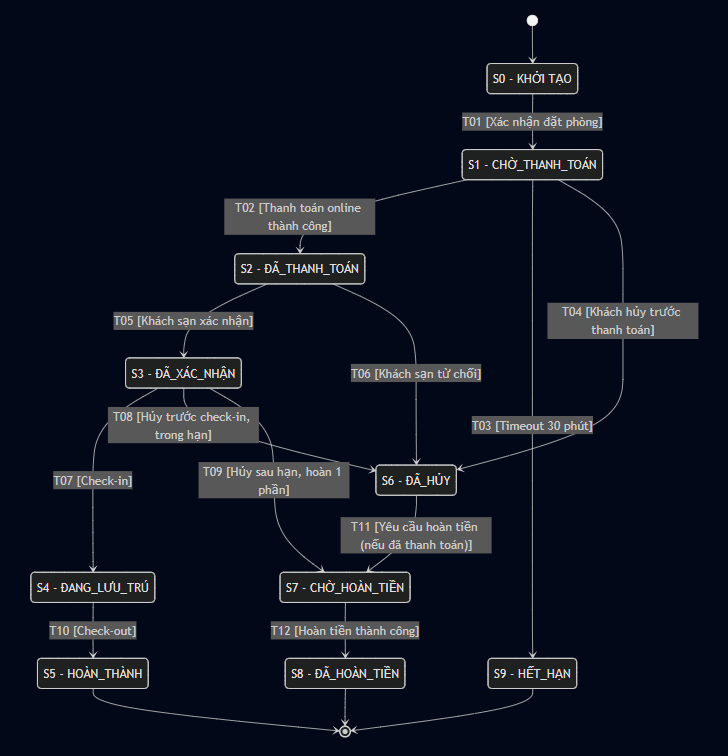 S0 - KHỞI TẠO
T01 [Xác nhận đặt phòng]
S1 - CHỜ_THANH_TOÁN
T02 [Thanh toán online
thành công]
S2 - ĐÃ_THANH_TOÁN
T04 [Khách hủy trước
thanh toán]
T05 [Khách sạn xác nhận]
S3 - ĐÃ_XÁC_NHẬN
T06 [Khách sạn từ chối]
T08 [Hủy trước check-in,
trong hạn]
T03 [Timeout 30 phút]
T07 [Check-in]
T09 [Hủy sau hạn, hoàn 1
phần]
S6 - ĐÃ_HỦY
T11 [Yêu cầu hoàn tiền
(nếu đã thanh toán)]
S4 - ĐANG_LƯU_TRÚ
S7 - CHỜ_HOÀN_TIỀN
T10 [Check-out]
T12 [Hoàn tiền thành công]
S5 - HOÀN_THÀNH
S8 - ĐÃ_HOÀN_TIỀN
S9 - HẾT_HẠN